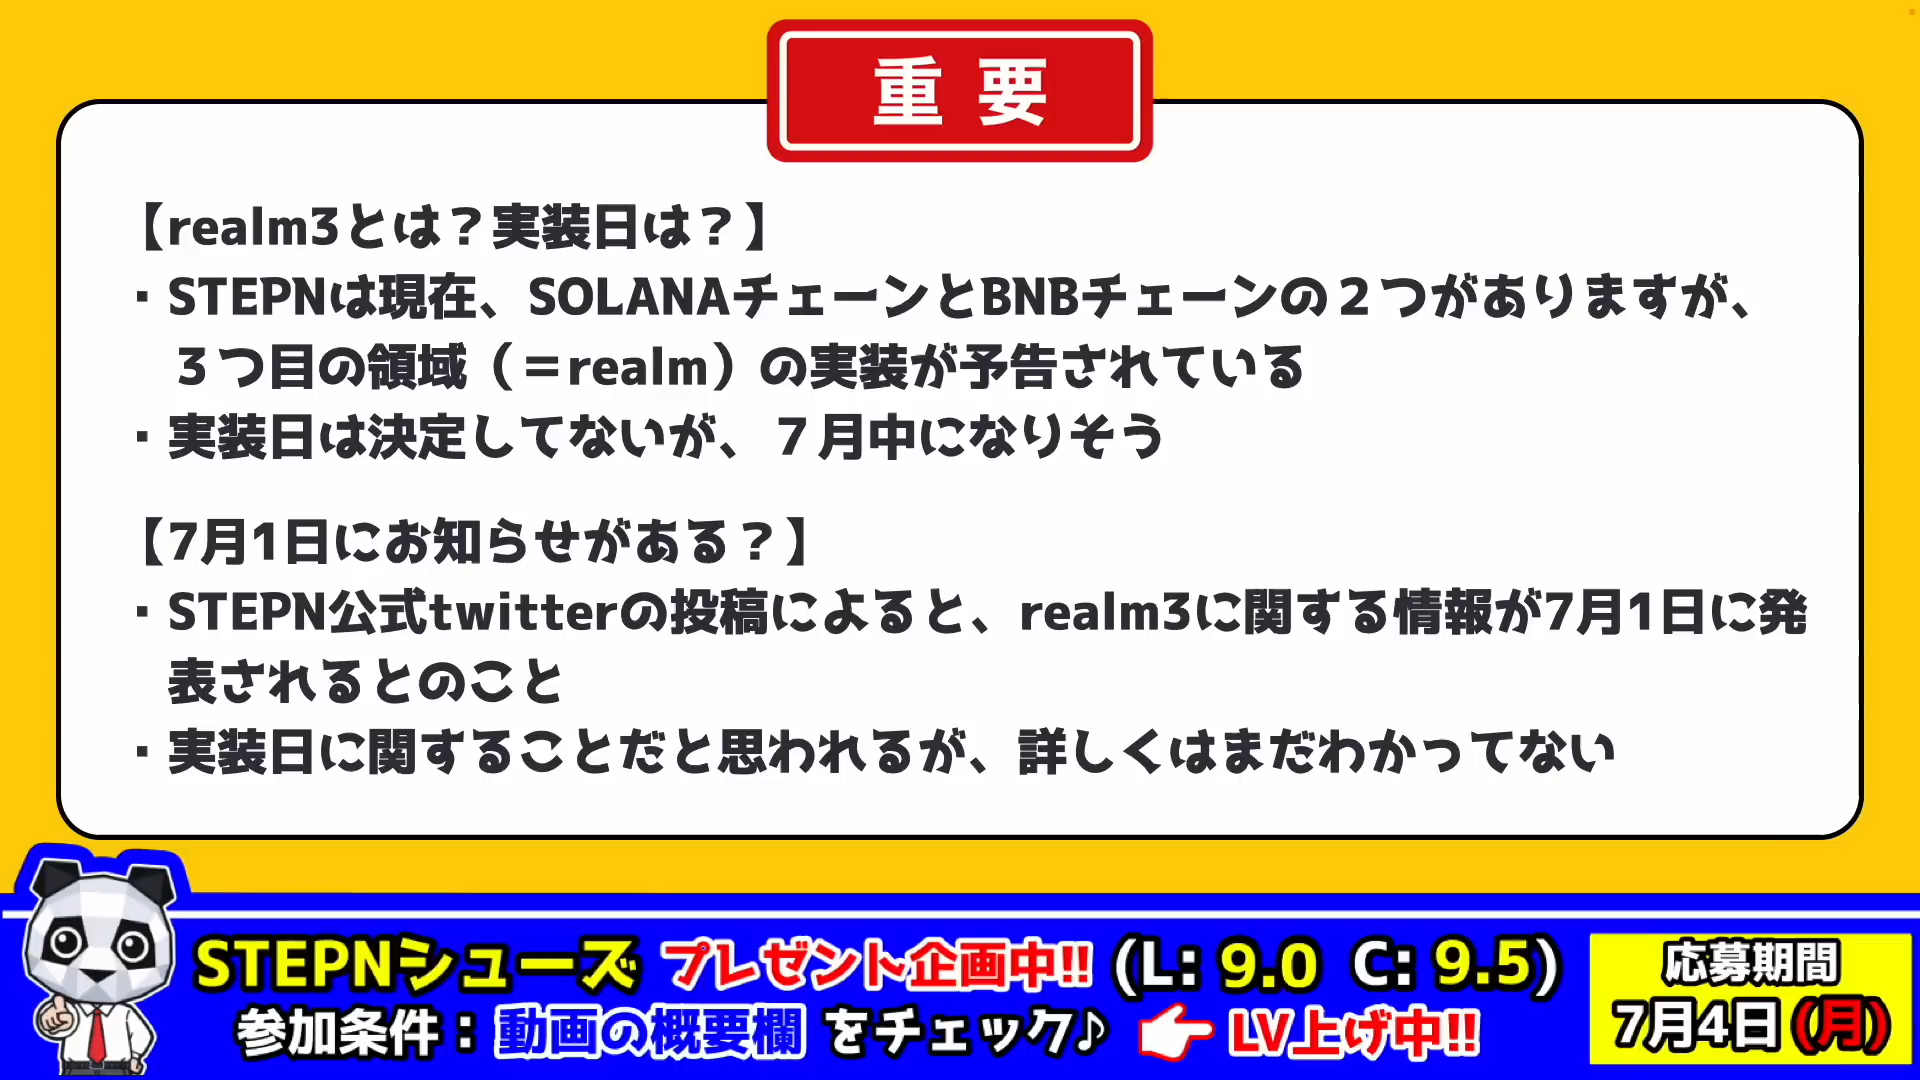 重要
【realm3とは？実装日は？】
・STEPNは現在、SOLANAチェーンとBNBチェーンの２つがありますが、
３つ目の領域（＝realm）の実装が予告されている
・実装日は決定してないが、７月中になりそう
【7月1日にお知らせがある？】
・STEPN公式twitterの投稿によると、realm3に関する情報が7月1日に発
表されるとのこと
・実装日に関することだと思われるが、詳しくはまだわかってない
STEPNシューズ プレゼント企画中!! (L: 9.0 C: 9.5)
参加条件：動画の概要欄 をチェック♪ LV上げ中!!
応募期間
7月4日(月)